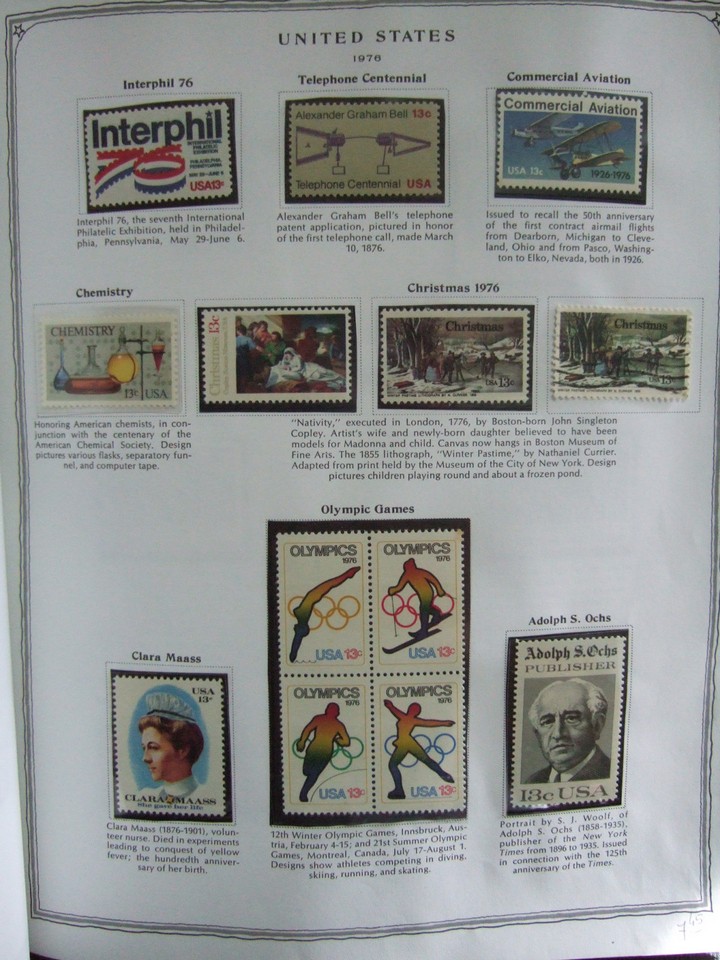 UNITED STATES
1976
Interphil 76
Telephone Centennial
Commercial Aviation
Interphil
INTERNATIONAL
PHILATELIC
EXHIBITION
PHILADELPHIA,
PENNSYLVANIA
MAY 29-JUNE 6
USA13c
Alexander Graham Bell 13c
Telephone Centennial USA
Commercial Aviation
USA 13c 1926-1976
Interphil 76, the seventh International
Philatelic Exhibition, held in Philadel-
phia, Pennsylvania, May 29-June 6.
Alexander Graham Bell's telephone
patent application, pictured in honor
of the first telephone call, made March
10, 1876.
Issued to recall the 50th anniversary
of the first contract airmail flights
from Dearborn, Michigan to Cleve-
land, Ohio and from Pasco, Washing-
ton to Elko, Nevada, both in 1926.
Chemistry
Christmas 1976
CHEMISTRY
13c USA
Christmas 13c
Christmas
USA 13c
Christmas
USA 13c
Honoring American chemists, in con-
junction with the centenary of the
American Chemical Society. Design
pictures various flasks, separatory fun-
nel, and computer tape.
"Nativity," executed in London, 1776, by Boston-born John Singleton
Copley. Artist's wife and newly-born daughter believed to have been
models for Madonna and child. Canvas now hangs in Boston Museum of
Fine Arts. The 1855 lithograph, "Winter Pastime," by Nathaniel Currier.
Adapted from print held by the Museum of the City of New York. Design
pictures children playing round and about a frozen pond.
Olympic Games
OLYMPICS
1976
USA 13c
OLYMPICS
1976
USA 13c
OLYMPICS
1976
USA 13c
OLYMPICS
1976
USA 13c
Clara Maass
USA
13c
CLARA MAASS
she gave her life
Adolph S. Ochs
Adolph S. Ochs
PUBLISHER
13c USA
Clara Maass (1876-1901), volun-
teer nurse. Died in experiments
leading to conquest of yellow
fever; the hundredth anniver-
sary of her birth.
12th Winter Olympic Games, Innsbruck, Aus-
tria, February 4-15; and 21st Summer Olympic
Games, Montreal, Canada, July 17-August 1.
Designs show athletes competing in diving,
skiing, running, and skating.
Portrait by S. J. Woolf, of
Adolph S. Ochs (1858-1935),
publisher of the New York
Times from 1896 to 1935. Issued
in connection with the 125th
anniversary of the Times.